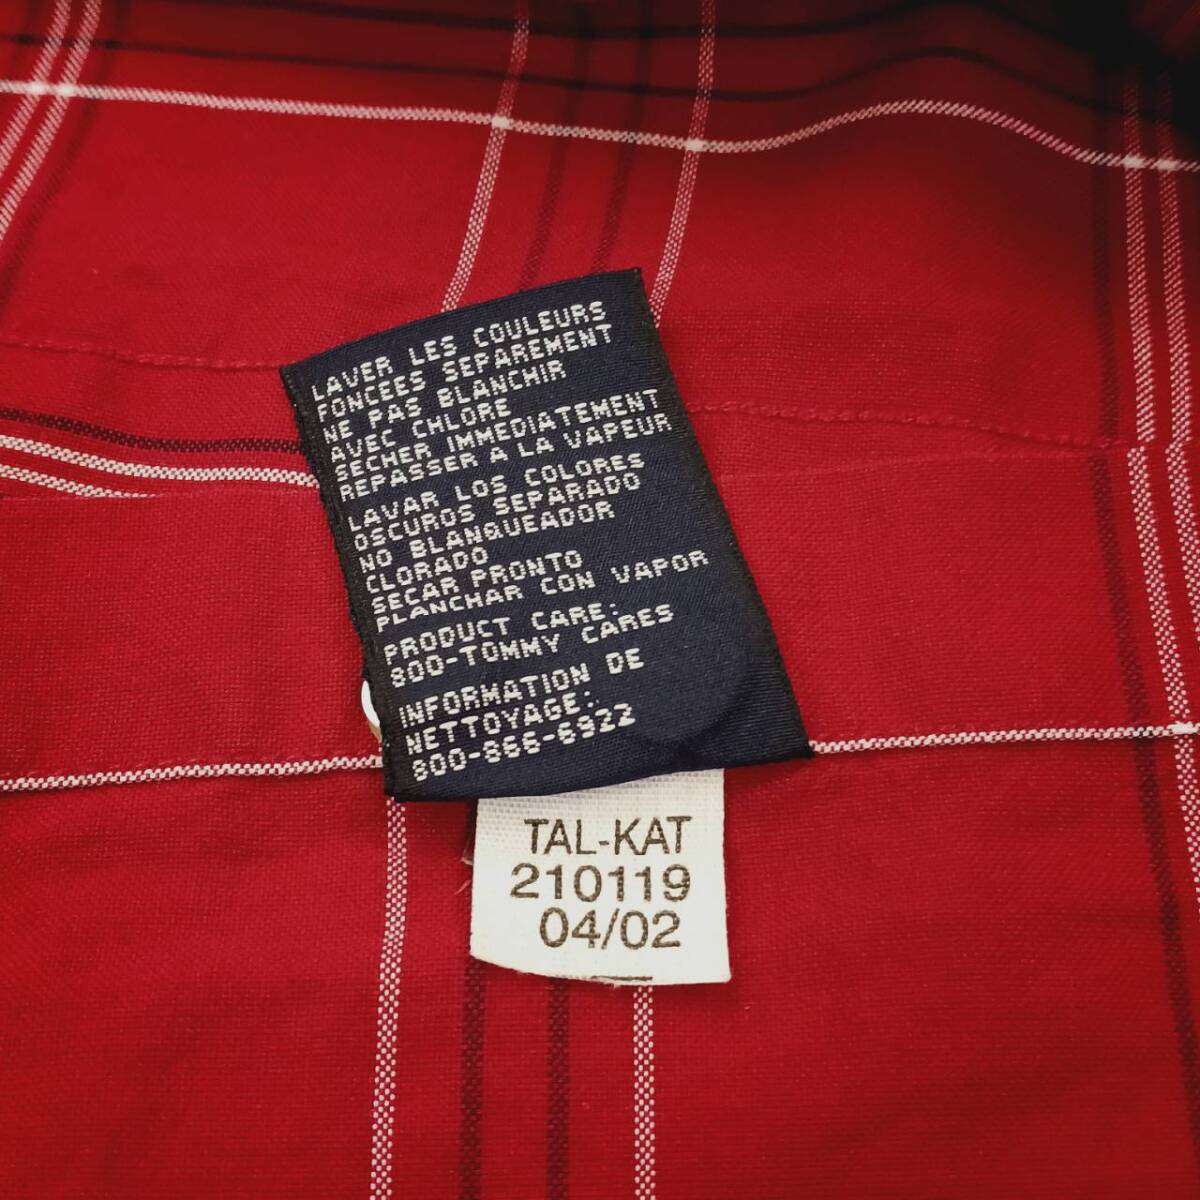 LAVER LES COULEURS
FONCEES SEPAREMENT
NE PAS BLANCHIR
AVEC CHLORE
SECHER IMMEDIATEMENT
REPASSER A LA VAPEUR
LAVAR LOS COLORES
OSCUROS SEPARADO
NO BLANQUEADOR
CLORADO
SECAR PRONTO
PLANCHAR CON VAPOR
PRODUCT CARE:
800-TOMMY CARES
INFORMATION DE
NETTOYAGE:
800-866-6922
TAL-KAT
210119
04/02